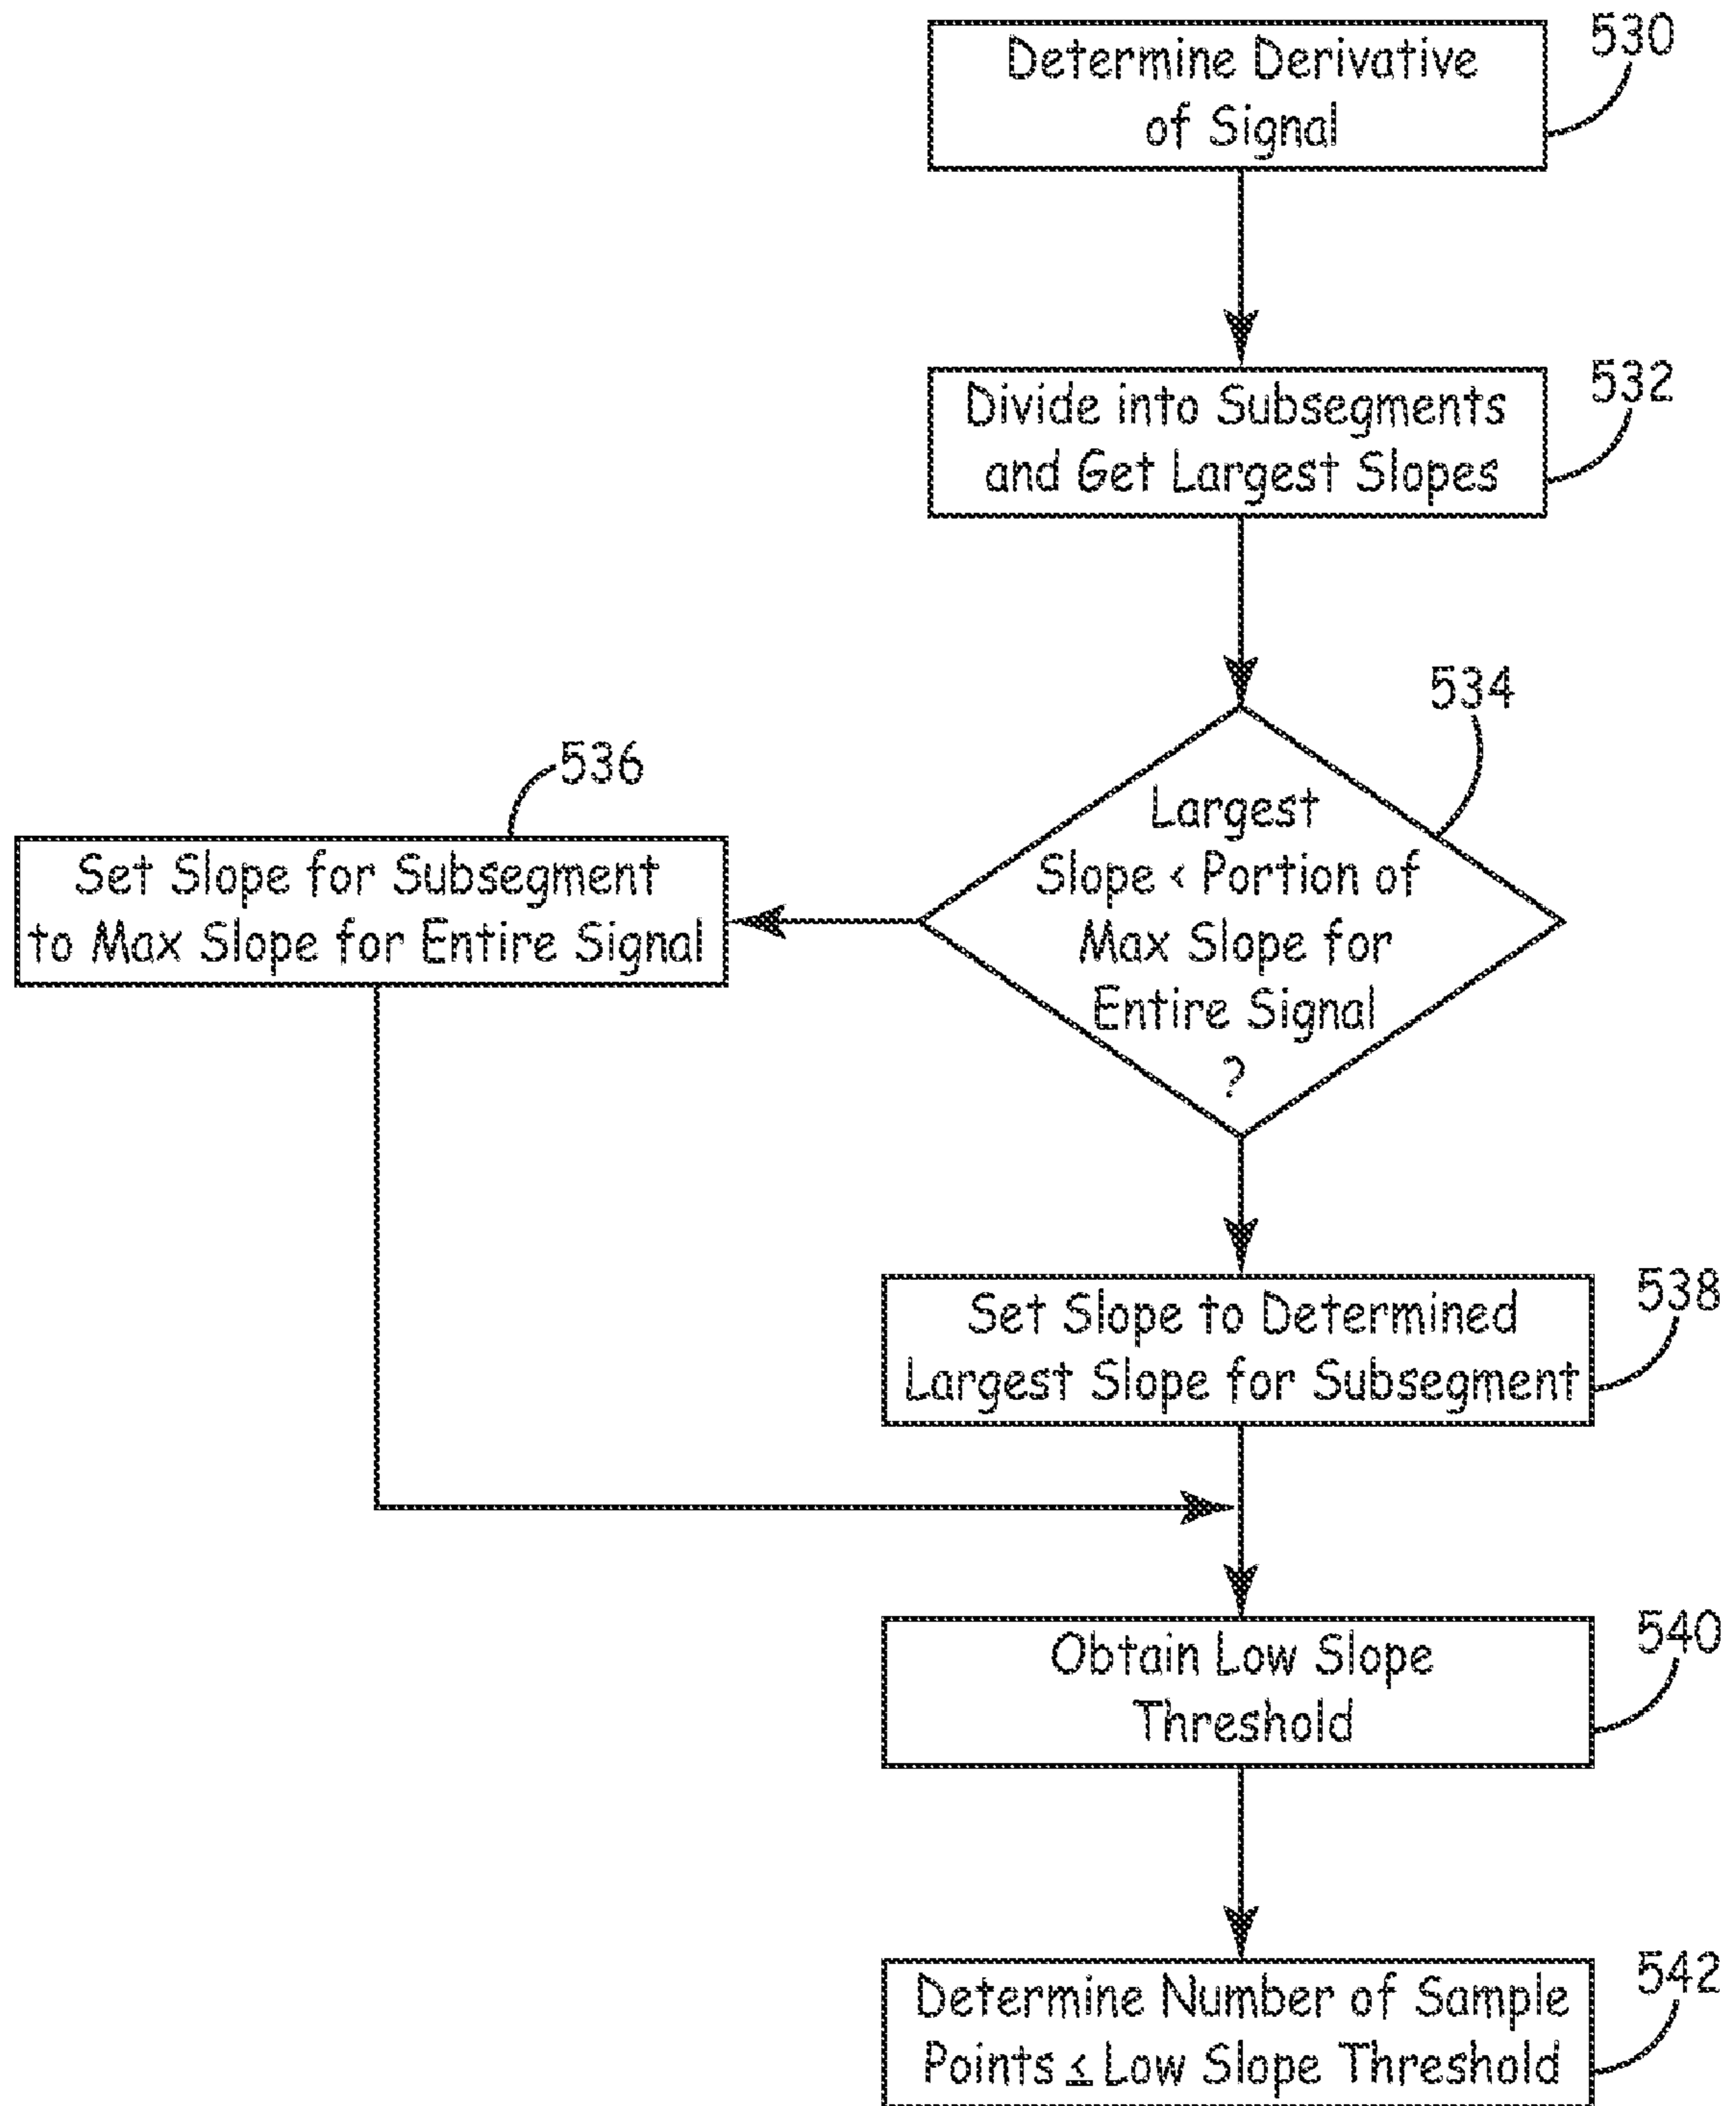 Determine Derivative
of Signal
530
Divide into Subsegments
and Get Largest Slopes
532
534
Largest
Slope < Portion of
Max Slope for
Entire Signal
?
536
Set Slope for Subsegment
to Max Slope for Entire Signal
Set Slope to Determined
Largest Slope for Subsegment
538
Obtain Low Slope
Threshold
540
Determine Number of Sample
Points ≤ Low Slope Threshold
542